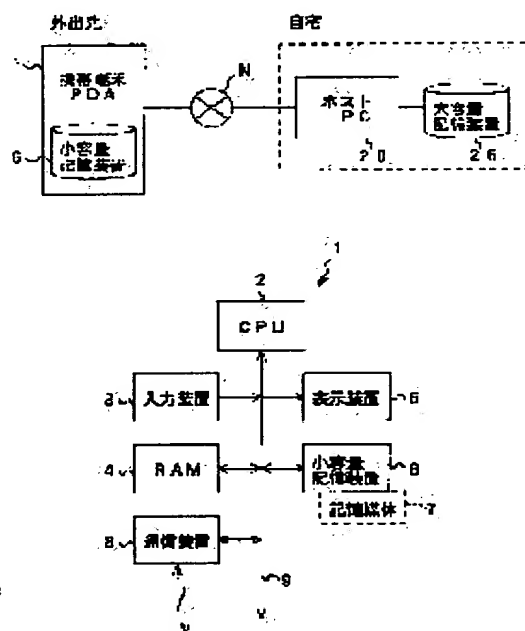 外出先
自宅
携帯端末
PDA
N
ホスト
PC
大容量
記憶装置
6
小容量
記憶装置
20
26
1
2
CPU
3
入力装置
表示装置
4
RAM
小容量
記憶装置
記憶媒体
7
8
通信装置
9